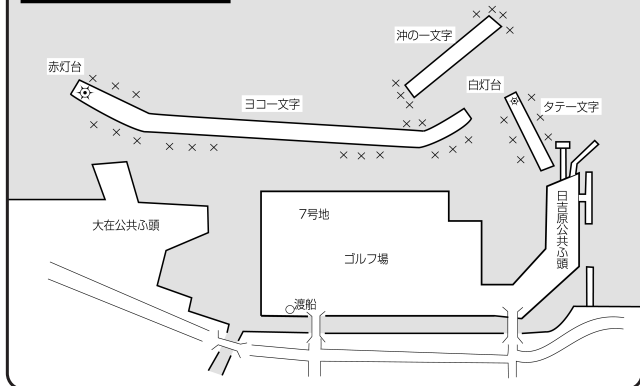 沖の一文字
赤灯台
白灯台
ヨコ一文字
タテ一文字
大在公共ふ頭
7号地
日吉原公共ふ頭
ゴルフ場
渡船